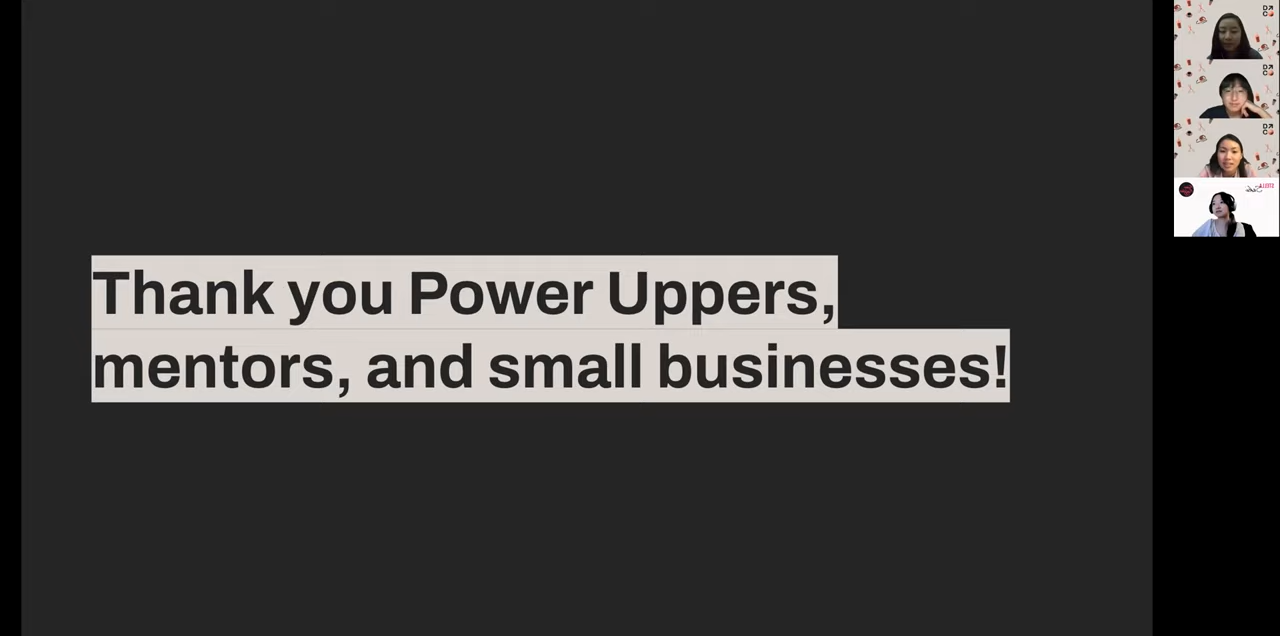 Thank you Power Uppers,
mentors, and small businesses!